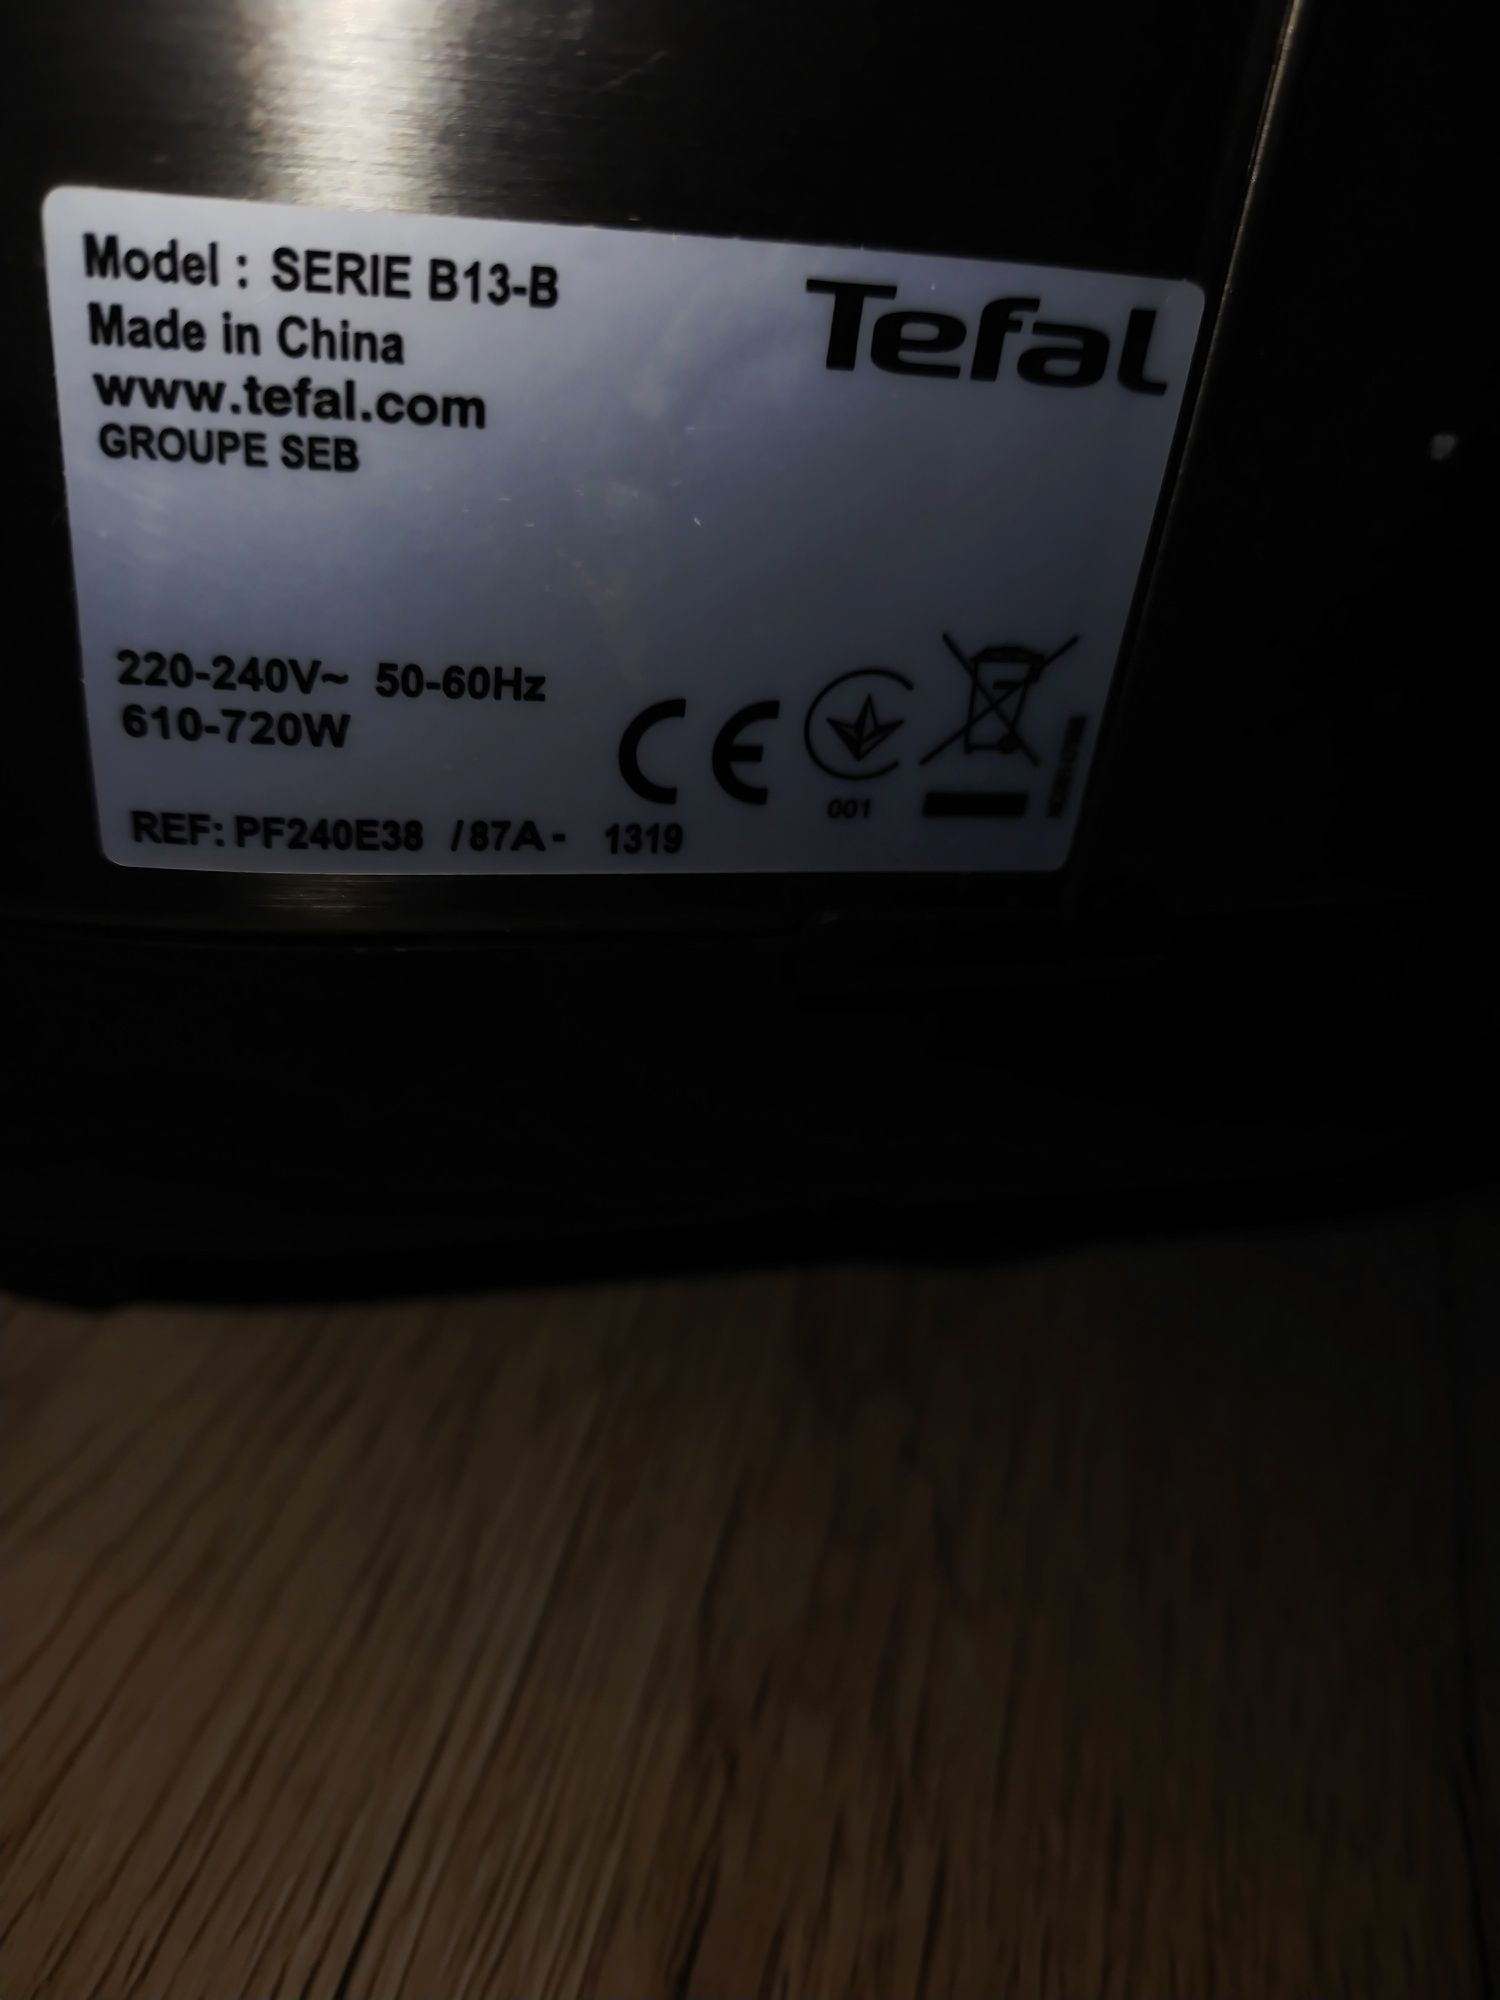 Model : SERIE B13-B
Tefal
Made in China
www.tefal.com
GROUPE SEB
220-240V~ 50-60Hz
610-720W
001
REF: PF240E38 /87A- 1319